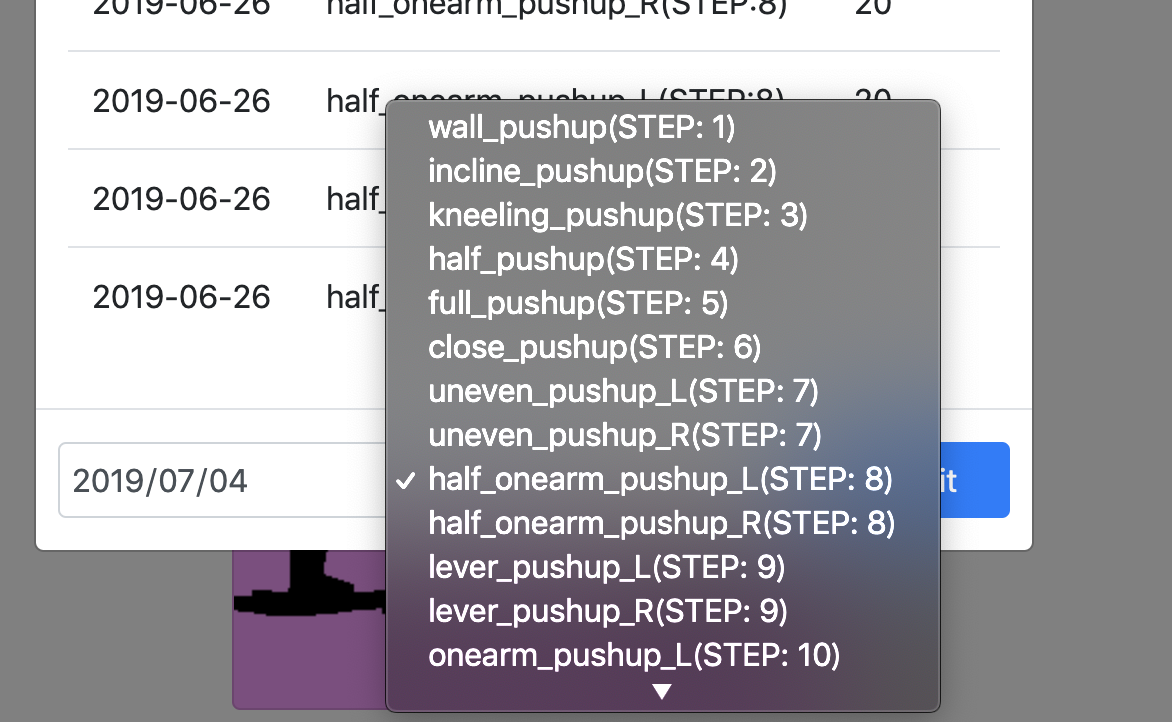 2019-06-26 half_onearm_pushup_R(STEP:8) 20
2019-06-26 half_onearm_pushup_L(STEP:8) 20
2019-06-26 half_
2019-06-26 half_
wall_pushup(STEP: 1)
incline_pushup(STEP: 2)
kneeling_pushup(STEP: 3)
half_pushup(STEP: 4)
full_pushup(STEP: 5)
close_pushup(STEP: 6)
uneven_pushup_L(STEP: 7)
uneven_pushup_R(STEP: 7)
✓ half_onearm_pushup_L(STEP: 8)
half_onearm_pushup_R(STEP: 8)
lever_pushup_L(STEP: 9)
lever_pushup_R(STEP: 9)
onearm_pushup_L(STEP: 10)
▼
2019/07/04 it